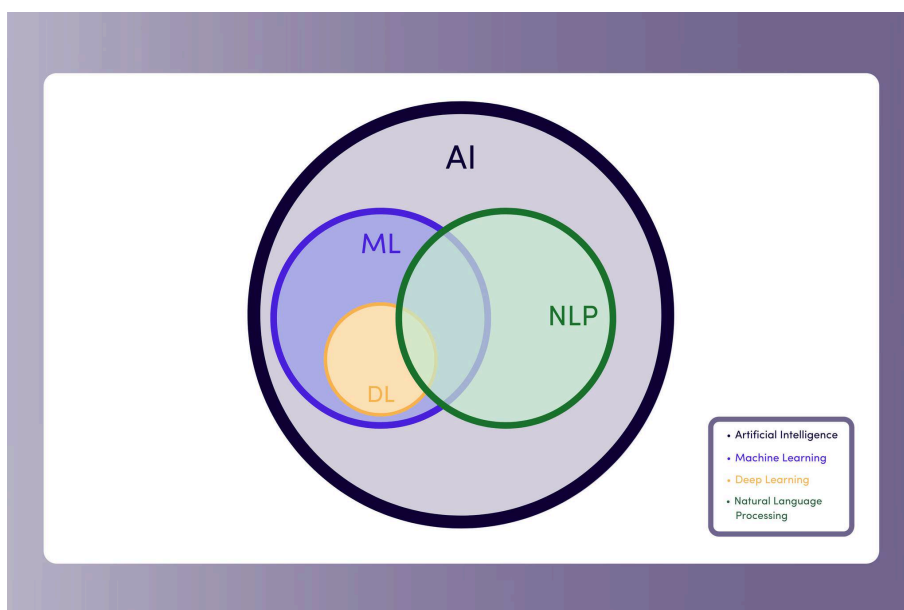 AI
ML
NLP
DL
• Artificial Intelligence
• Machine Learning
• Deep Learning
• Natural Language
Processing